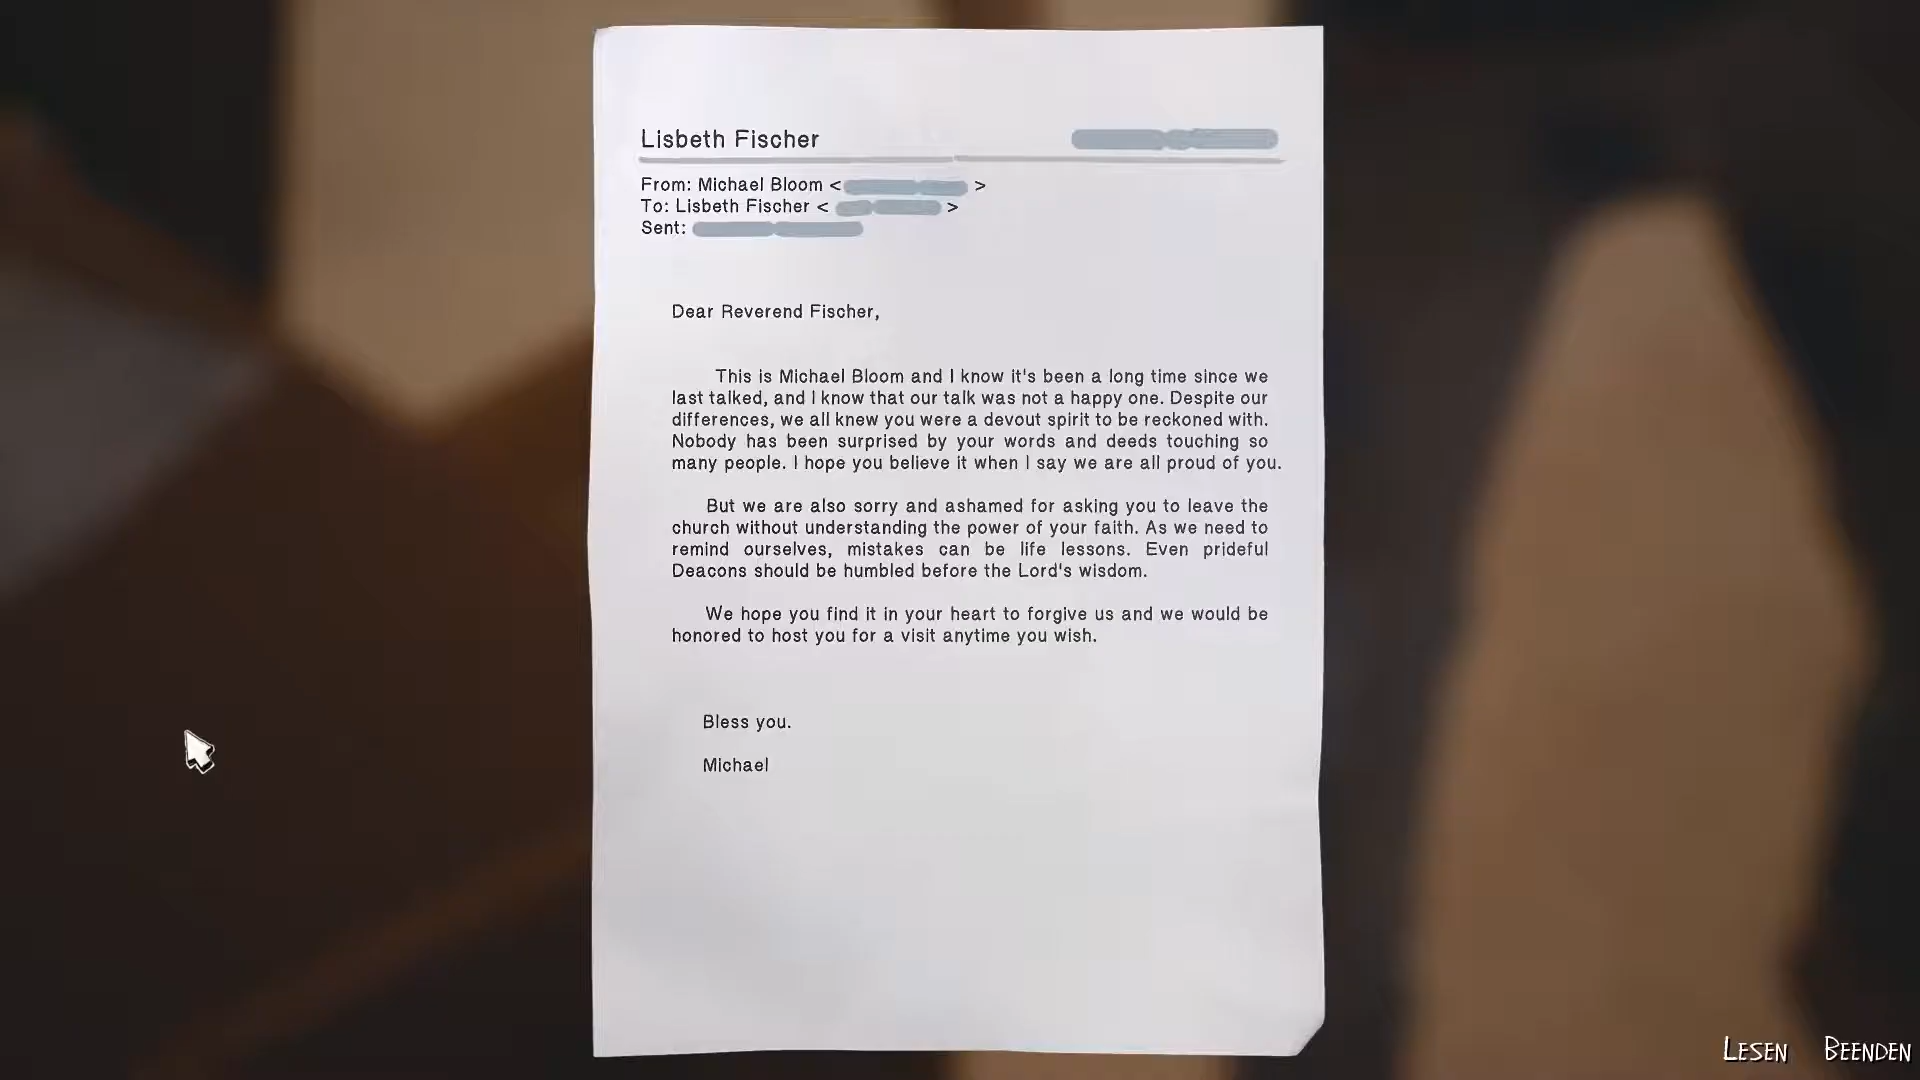 Lisbeth Fischer
From: Michael Bloom < >
To: Lisbeth Fischer < >
Sent:
Dear Reverend Fischer,
This is Michael Bloom and I know it's been a long time since we
last talked, and I know that our talk was not a happy one. Despite our
differences, we all knew you were a devout spirit to be reckoned with.
Nobody has been surprised by your words and deeds touching so
many people. I hope you believe it when I say we are all proud of you.
But we are also sorry and ashamed for asking you to leave the
church without understanding the power of your faith. As we need to
remind ourselves, mistakes can be life lessons. Even prideful
Deacons should be humbled before the Lord's wisdom.
We hope you find it in your heart to forgive us and we would be
honored to host you for a visit anytime you wish.
Bless you.
Michael
LESEN BEENDEN